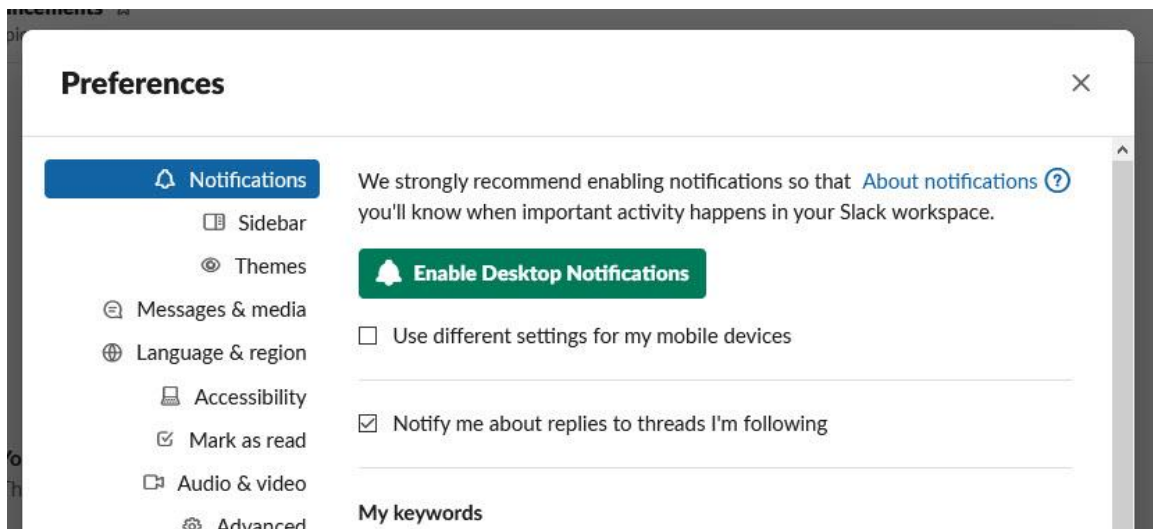 Preferences
Notifications
Sidebar
Themes
Messages & media
Language & region
Accessibility
Mark as read
Audio & video
Advanced
We strongly recommend enabling notifications so that About notifications
you'll know when important activity happens in your Slack workspace.
Enable Desktop Notifications
Use different settings for my mobile devices
Notify me about replies to threads I'm following
My keywords